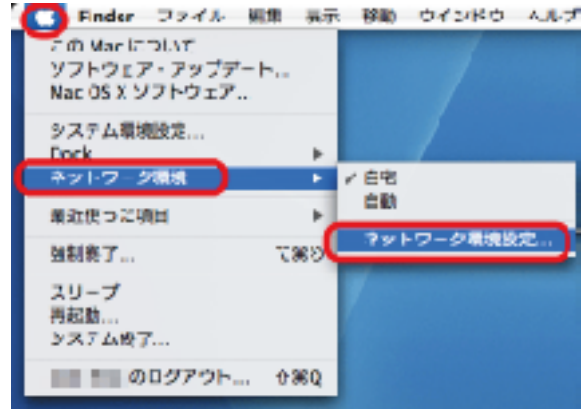 Finder ファイル 編集 表示 移動 ウインドウ ヘルプ
この Mac について
ソフトウェア・アップデート...
Mac OS X ソフトウェア...
システム環境設定...
Dock
ネットワーク環境
✓ 自宅
自動
ネットワーク環境設定...
最近使った項目
強制終了... ⌥⌘⎋
スリープ
再起動...
システム終了...
のログアウト... ⇧⌘Q